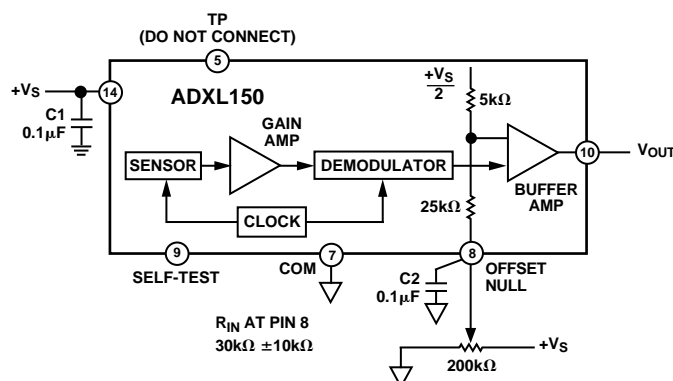 TP
(DO NOT CONNECT)
5
+VS
14
C1
0.1µF
ADXL150
+VS
2
5kΩ
GAIN
AMP
SENSOR
DEMODULATOR
CLOCK
25kΩ
BUFFER
AMP
10
VOUT
9
SELF-TEST
COM
7
8
OFFSET
NULL
C2
0.1µF
RIN AT PIN 8
30kΩ ±10kΩ
200kΩ
+VS